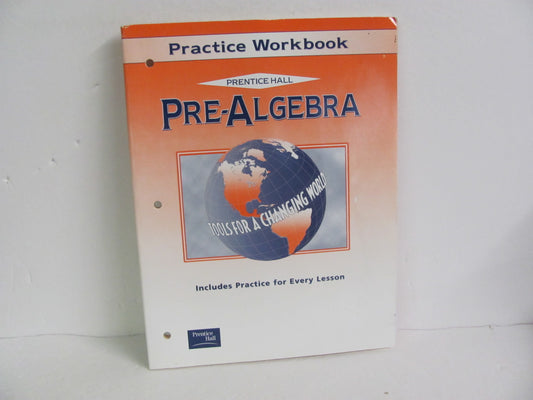 Practice Workbook
PRENTICE HALL
PRE-ALGEBRA
TOOLS FOR A CHANGING WORLD
Includes Practice for Every Lesson
Prentice
Hall